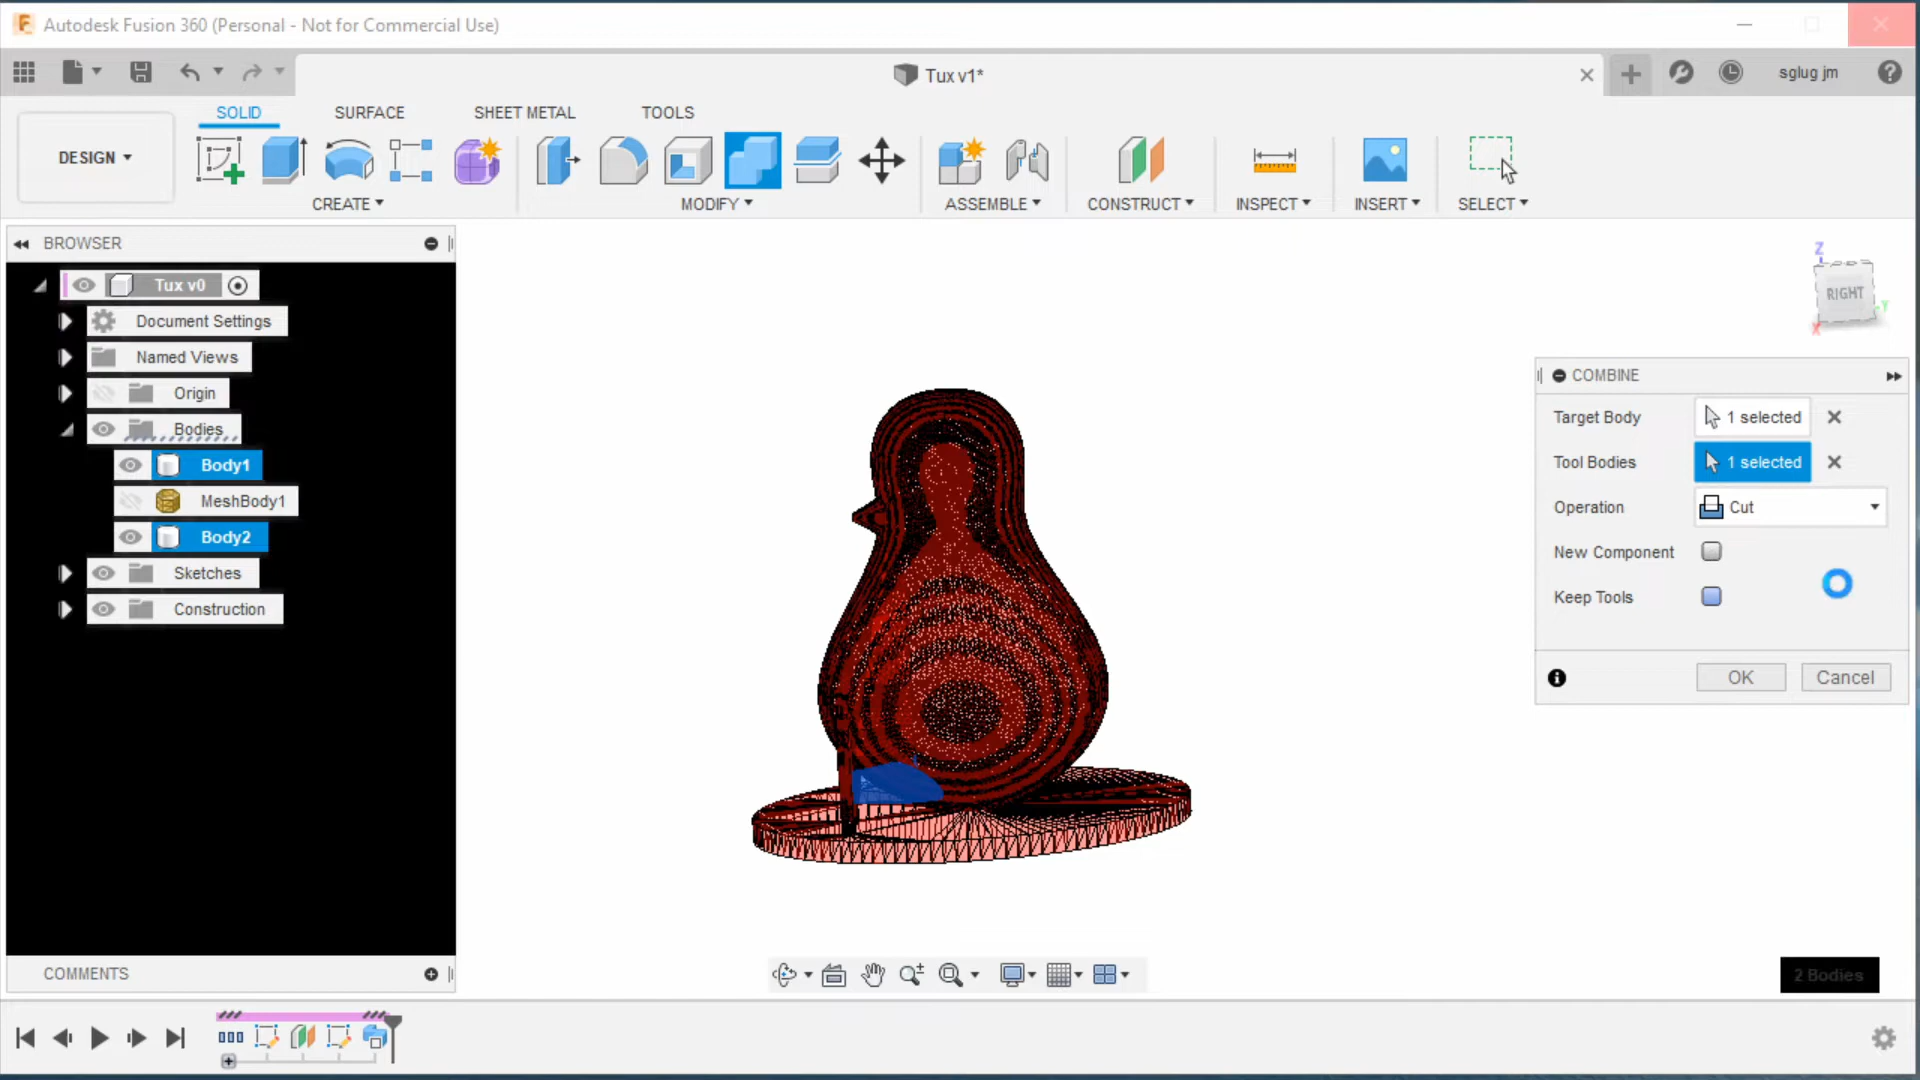 Autodesk Fusion 360 (Personal - Not for Commercial Use)
Tux v1*
sglug jm
SOLID
SURFACE
SHEET METAL
TOOLS
DESIGN
CREATE
MODIFY
ASSEMBLE
CONSTRUCT
INSPECT
INSERT
SELECT
BROWSER
Tux v0
Document Settings
Named Views
Origin
Bodies
Body1
MeshBody1
Body2
Sketches
Construction
Z
RIGHT
Y
X
COMBINE
Target Body
1 selected
Tool Bodies
1 selected
Operation
Cut
New Component
Keep Tools
OK
Cancel
COMMENTS
2 Bodies